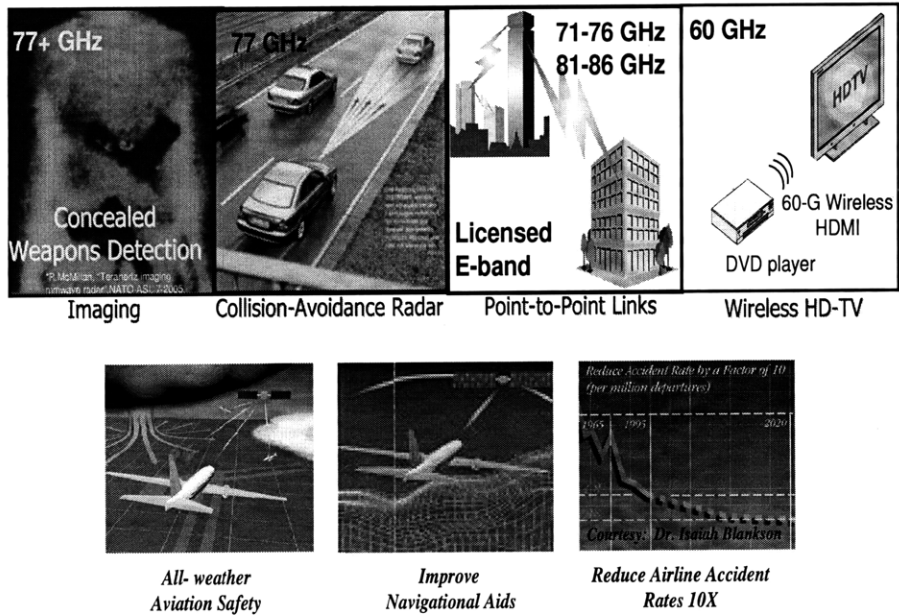 77+ GHz
Concealed
Weapons Detection
77 GHz
71-76 GHz
81-86 GHz
Licensed
E-band
60 GHz
HDTV
60-G Wireless
HDMI
DVD player
Imaging
Collision-Avoidance Radar
Point-to-Point Links
Wireless HD-TV
Reduce Accident Rate by a Factor of 10
(per million departures)
1965
1995
2020
Courtesy: Dr. Isaiah Blankson
All- weather
Aviation Safety
Improve
Navigational Aids
Reduce Airline Accident
Rates 10X